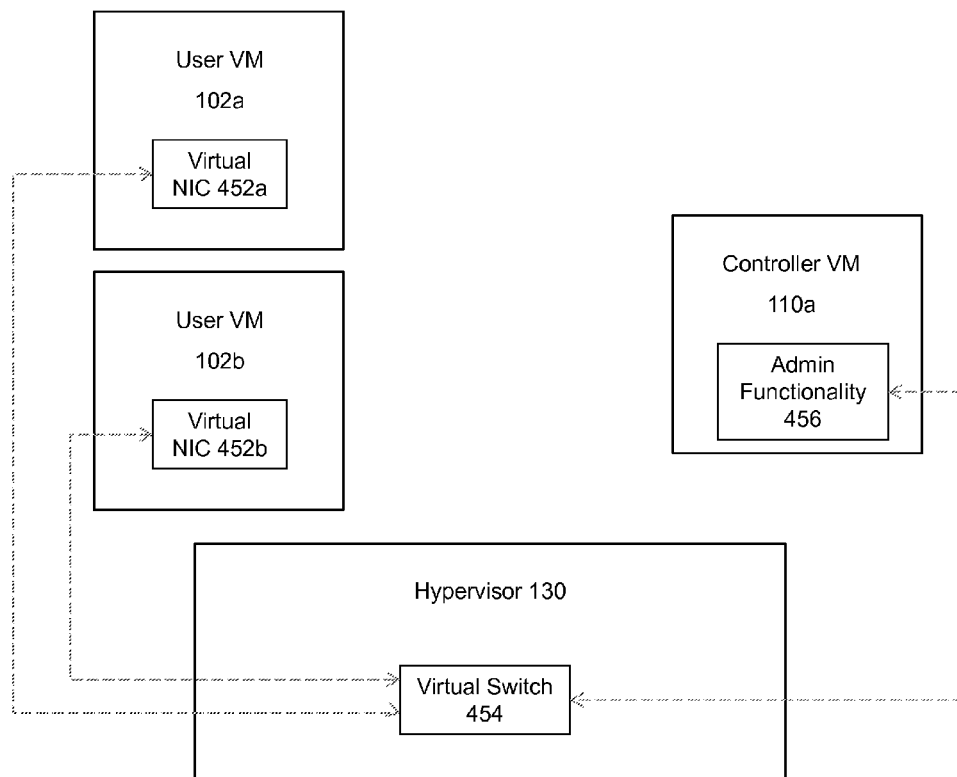 User VM
102a
Virtual
NIC 452a
User VM
102b
Virtual
NIC 452b
Controller VM
110a
Admin
Functionality
456
Hypervisor 130
Virtual Switch
454